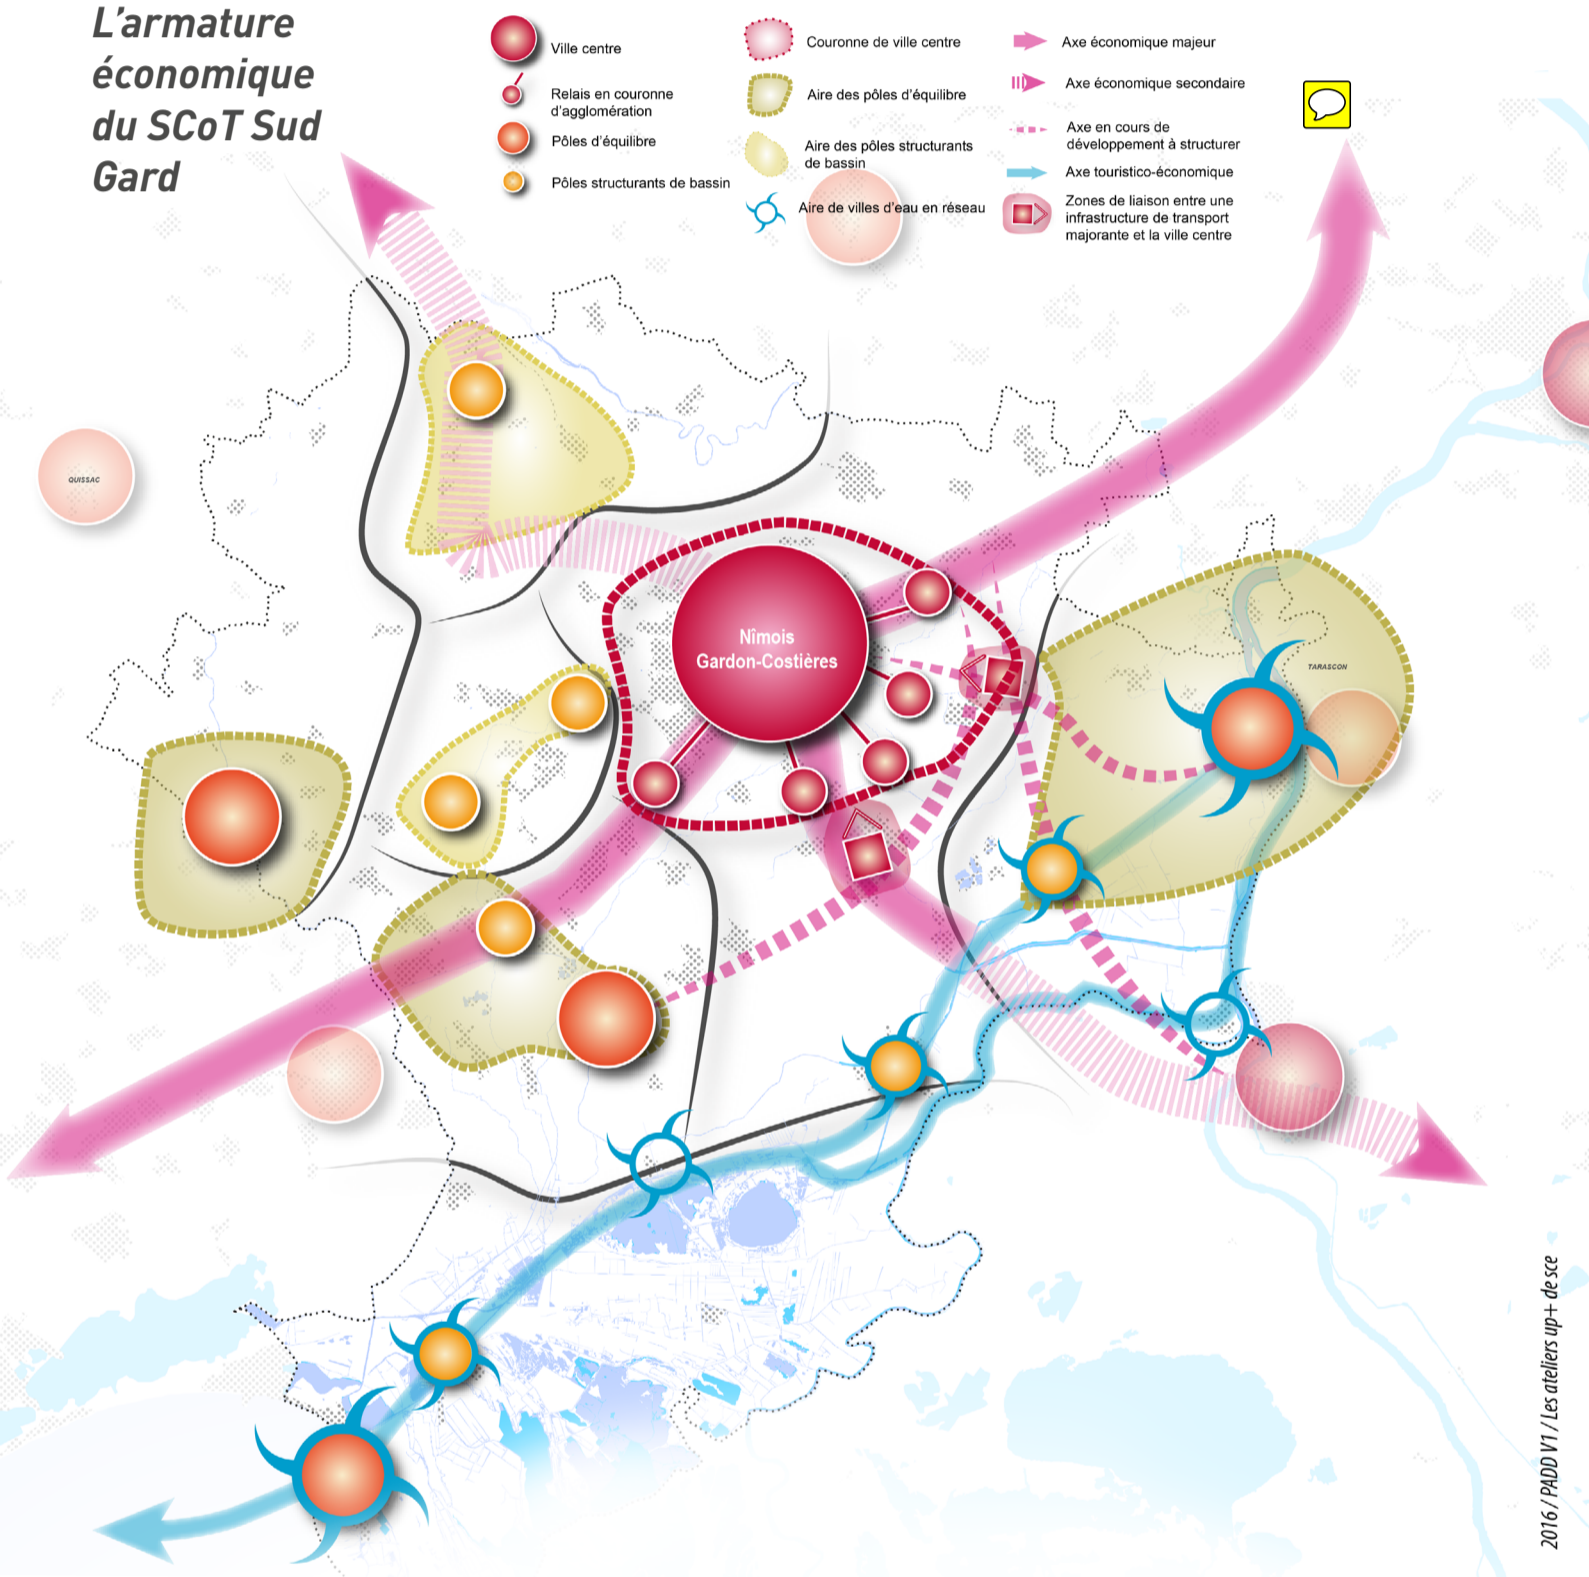 L'armature
économique
du SCoT Sud
Gard
Ville centre
Relais en couronne
d'agglomération
Pôles d'équilibre
Pôles structurants de bassin
Couronne de ville centre
Aire des pôles d'équilibre
Aire des pôles structurants
de bassin
Aire de villes d'eau en réseau
Axe économique majeur
Axe économique secondaire
Axe en cours de
développement à structurer
Axe touristico-économique
Zones de liaison entre une
infrastructure de transport
majorante et la ville centre
QUISSAC
Nîmois
Gardon-Costières
TARASCON
2016 / PADD V1 / Les ateliers up+ de sce